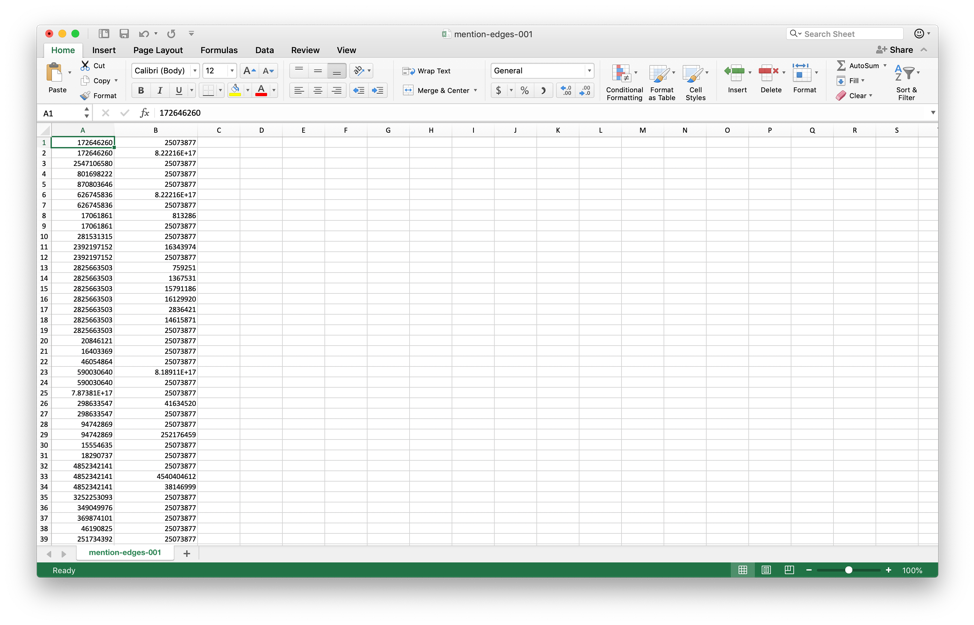 mention-edges-001
Search Sheet
Home Insert Page Layout Formulas Data Review View Share
Paste Cut Copy Format
Calibri (Body) 12
B I U A
Wrap Text
Merge & Center
General
$ % )
Conditional Formatting
Format as Table
Cell Styles
Insert Delete Format
AutoSum
Fill
Clear
Sort & Filter
A1 fx 172646260
A B C D E F G H I J K L M N O P Q R S
1 172646260 25073877
2 172646260 8.22216E+17
3 2547106580 25073877
4 801698222 25073877
5 870803646 25073877
6 626745836 8.22216E+17
7 626745836 25073877
8 17061861 813286
9 17061861 25073877
10 281531315 25073877
11 2392197152 16343974
12 2392197152 25073877
13 2825663503 759251
14 2825663503 1367531
15 2825663503 15791186
16 2825663503 16129920
17 2825663503 2836421
18 2825663503 14615871
19 2825663503 25073877
20 20846121 25073877
21 16403369 25073877
22 46054864 25073877
23 590030640 8.18911E+17
24 590030640 25073877
25 7.87381E+17 25073877
26 298633547 41634520
27 298633547 25073877
28 94742869 25073877
29 94742869 252176459
30 15554635 25073877
31 18290737 25073877
32 4852342141 25073877
33 4852342141 4540404612
34 4852342141 38146999
35 3252253093 25073877
36 349049976 25073877
37 369874101 25073877
38 46190825 25073877
39 251734392 25073877
mention-edges-001 +
Ready 100%